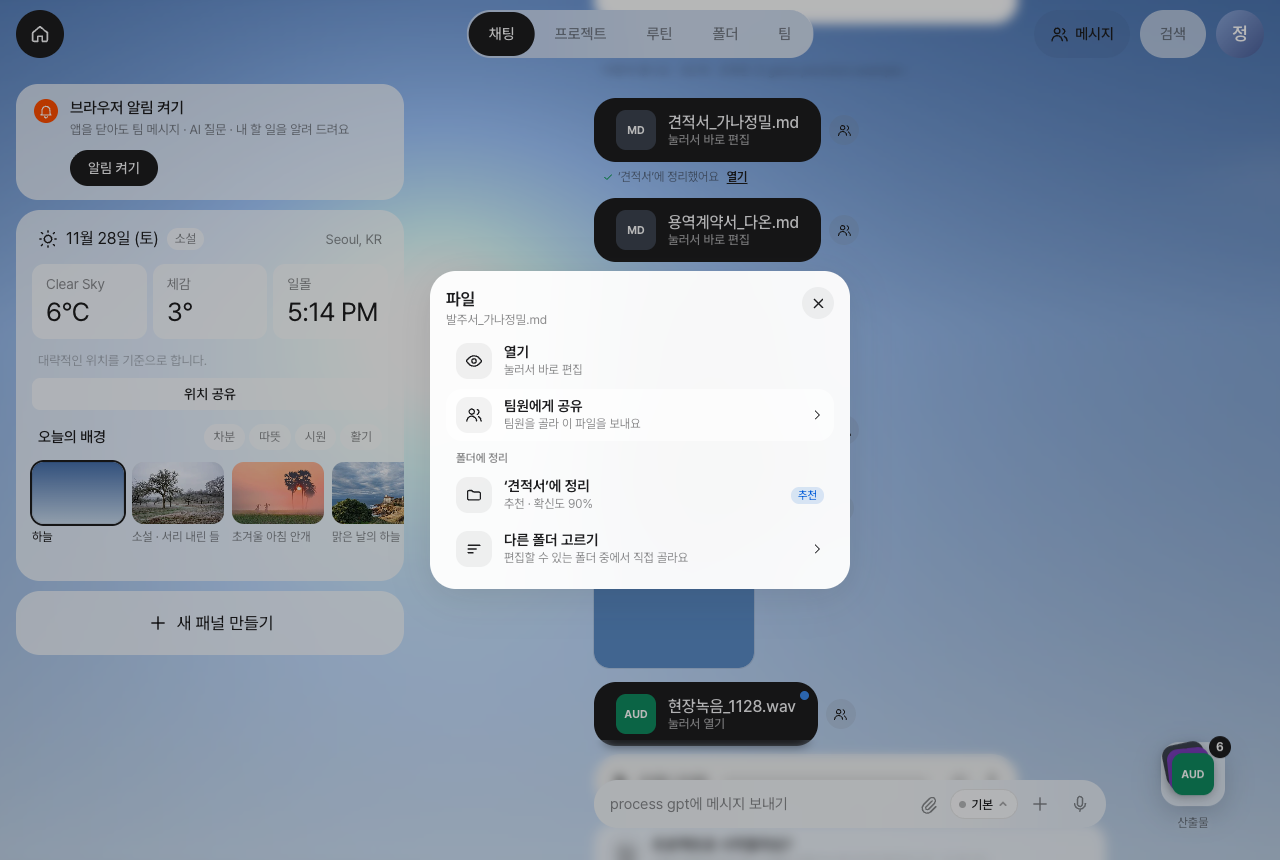 채팅
프로젝트
루틴
폴더
팀
메시지
검색
정
브라우저 알림 켜기
앱을 닫아도 팀 메시지 · AI 질문 · 내 할 일을 알려 드려요
알림 켜기
11월 28일 (토)
소설
Seoul, KR
Clear Sky
6°C
체감
3°
일몰
5:14 PM
대략적인 위치를 기준으로 합니다.
위치 공유
오늘의 배경
차분
따뜻
시원
활기
하늘
소설 · 서리 내린 들
초겨울 아침 안개
맑은 날의 하늘
새 패널 만들기
MD
견적서_가나정밀.md
눌러서 바로 편집
'견적서'에 정리했어요 열기
MD
용역계약서_다온.md
눌러서 바로 편집
파일
발주서_가나정밀.md
열기
눌러서 바로 편집
팀원에게 공유
팀원을 골라 이 파일을 보내요
폴더에 정리
'견적서'에 정리
추천 · 확신도 90%
추천
다른 폴더 고르기
편집할 수 있는 폴더 중에서 직접 골라요
AUD
현장녹음_1128.wav
눌러서 열기
process gpt에 메시지 보내기
기본
6
AUD
산출물